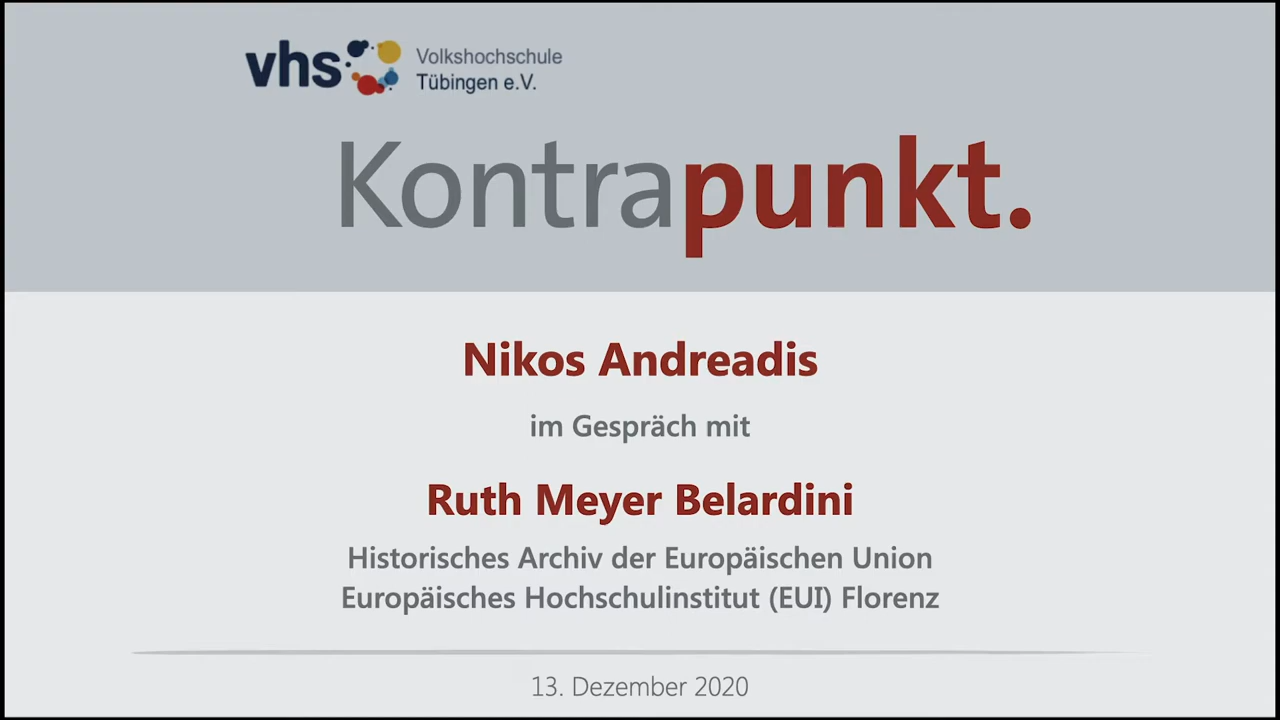 vhs Volkshochschule
Tübingen e.V.
Kontrapunkt.
Nikos Andreadis
im Gespräch mit
Ruth Meyer Belardini
Historisches Archiv der Europäischen Union
Europäisches Hochschulinstitut (EUI) Florenz
13. Dezember 2020